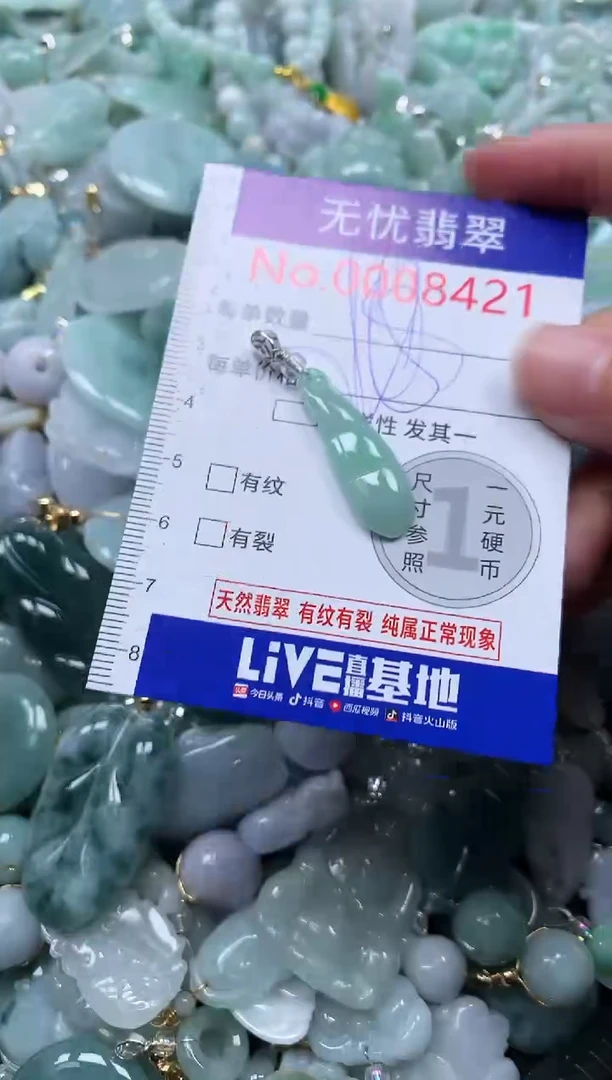 无忧翡翠
No.0008421
每单数量
每单价格
性 发其一
4
5
6
7
8
有纹
有裂
尺寸参照
1
一元硬币
天然翡翠 有纹有裂 纯属正常现象
LiVE直播基地
头条 今日头条 抖音 西瓜视频 抖音火山版